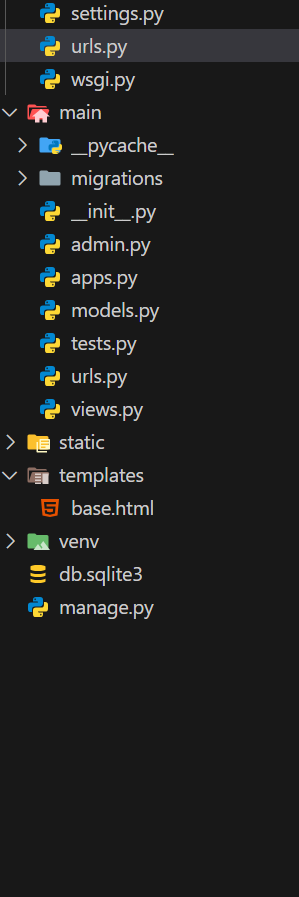 settings.py
urls.py
wsgi.py
main
__pycache__
migrations
__init__.py
admin.py
apps.py
models.py
tests.py
urls.py
views.py
static
templates
base.html
venv
db.sqlite3
manage.py